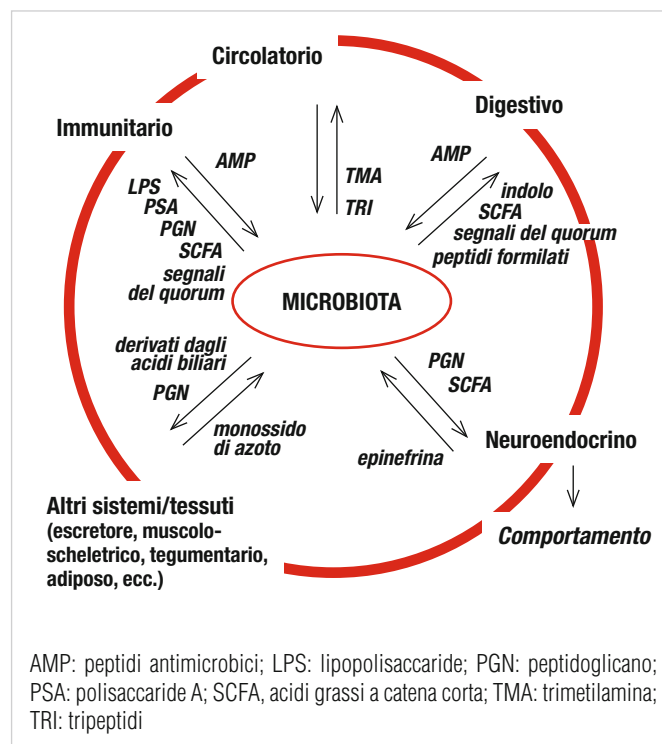 Circolatorio
Immunitario
Digestivo
AMP
LPS
PSA
PGN
SCFA
segnali
del quorum
TMA
TRI
AMP
indolo
SCFA
segnali del quorum
peptidi formilati
MICROBIOTA
derivati dagli
acidi biliari
PGN
monossido
di azoto
PGN
SCFA
epinefrina
Neuroendocrino
Comportamento
Altri sistemi/tessuti
(escretore, muscolo-
scheletrico, tegumentario,
adiposo, ecc.)
AMP: peptidi antimicrobici; LPS: lipopolisaccaride; PGN: peptidoglicano;
PSA: polisaccaride A; SCFA, acidi grassi a catena corta; TMA: trimetilamina;
TRI: tripeptidi